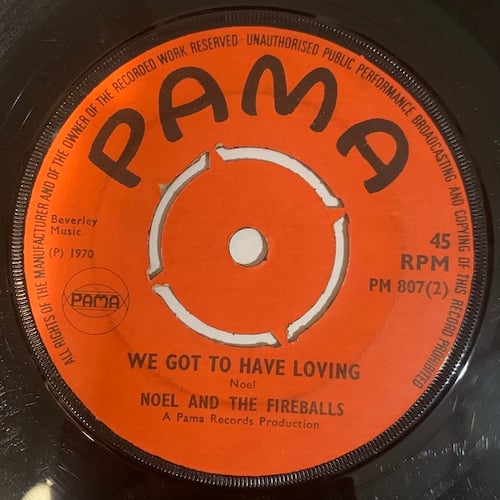 ALL RIGHTS OF THE MANUFACTURER AND OF THE OWNER OF THE RECORDED WORK RESERVED · UNAUTHORISED PUBLIC PERFORMANCE BROADCASTING AND COPYING OF THIS RECORD PROHIBITED
PAMA
Beverley
Music
(P) 1970
PAMA
45
RPM
PM 807(2)
WE GOT TO HAVE LOVING
Noel
NOEL AND THE FIREBALLS
A Pama Records Production